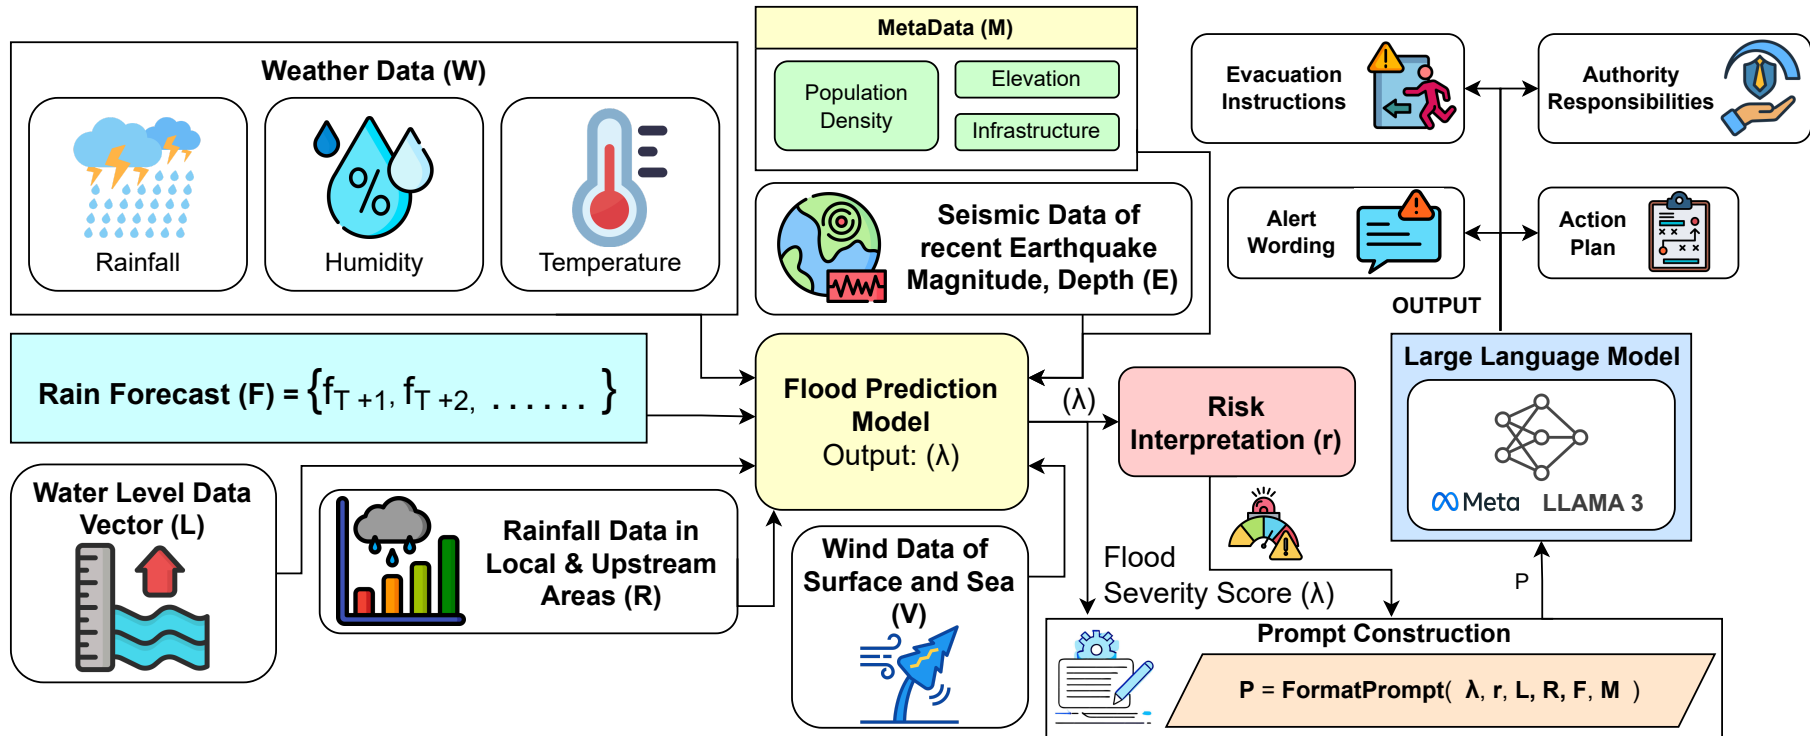 Weather Data (W)
Rainfall
Humidity
Temperature
MetaData (M)
Population
Density
Elevation
Infrastructure
Seismic Data of
recent Earthquake
Magnitude, Depth (E)
Evacuation
Instructions
Authority
Responsibilities
Alert
Wording
Action
Plan
OUTPUT
Rain Forecast (F) = {f_T+1, f_T+2, ...... }
Flood Prediction
Model
Output: (λ)
(λ)
Risk
Interpretation (r)
Large Language Model
Meta LLAMA 3
Water Level Data
Vector (L)
Rainfall Data in
Local & Upstream
Areas (R)
Wind Data of
Surface and Sea
(V)
Flood
Severity Score (λ)
P
Prompt Construction
P = FormatPrompt( λ, r, L, R, F, M )